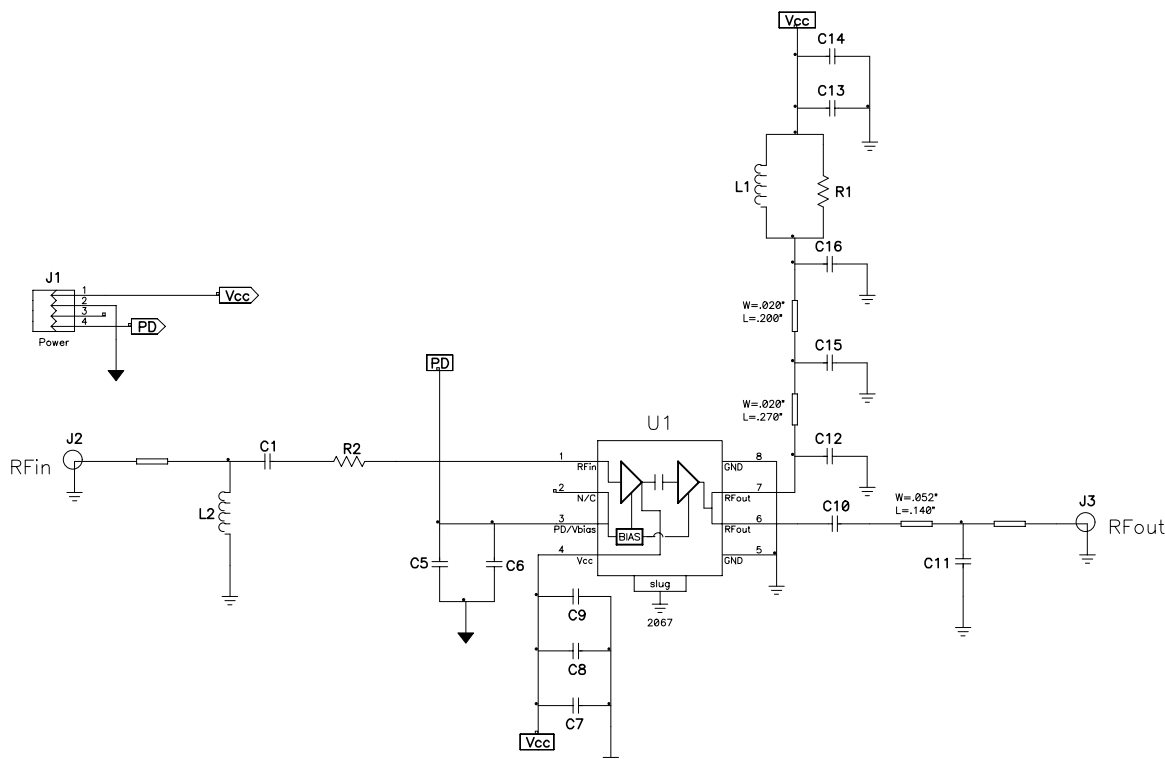 Vcc
C14
C13
L1
R1
C16
W=.020"
L=.200"
C15
W=.020"
L=.270"
C12
J1
1
2
3
4
Power
Vcc
PD
PD
U1
RFin
J2
C1
R2
L2
1
RFin
2
N/C
3
PD/Vbias
4
Vcc
BIAS
8
GND
7
RFout
6
RFout
5
GND
slug
2067
C5
C6
C9
C8
C7
Vcc
C10
W=.052"
L=.140"
C11
J3
RFout